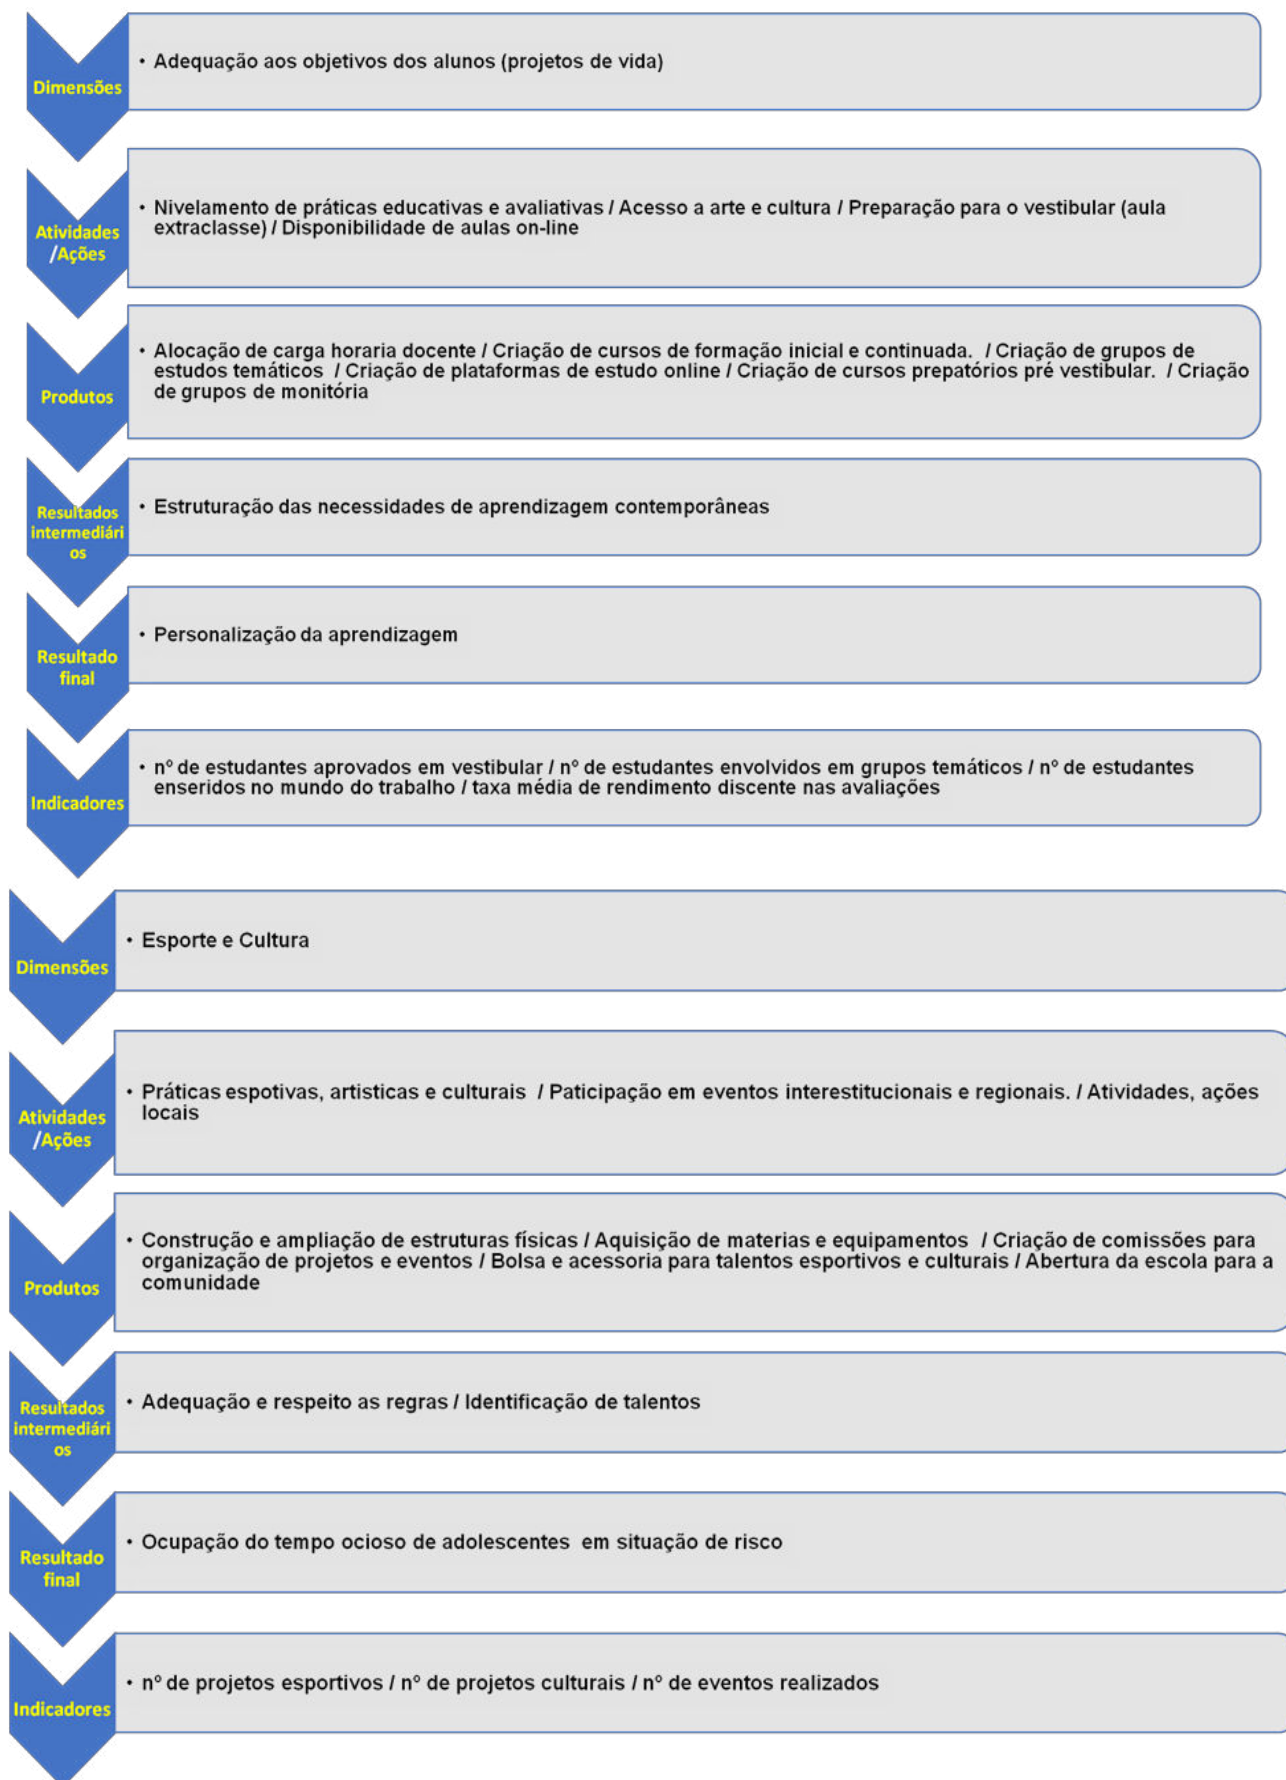 Dimensões
• Adequação aos objetivos dos alunos (projetos de vida)
Atividades
/Ações
• Nivelamento de práticas educativas e avaliativas / Acesso a arte e cultura / Preparação para o vestibular (aula
extraclasse) / Disponibilidade de aulas on-line
Produtos
• Alocação de carga horaria docente / Criação de cursos de formação inicial e continuada. / Criação de grupos de
estudos temáticos / Criação de plataformas de estudo online / Criação de cursos prepatórios pré vestibular. / Criação
de grupos de monitória
Resultados
intermediári
os
• Estruturação das necessidades de aprendizagem contemporâneas
Resultado
final
• Personalização da aprendizagem
Indicadores
• nº de estudantes aprovados em vestibular / nº de estudantes envolvidos em grupos temáticos / nº de estudantes
enseridos no mundo do trabalho / taxa média de rendimento discente nas avaliações
Dimensões
• Esporte e Cultura
Atividades
/Ações
• Práticas espotivas, artisticas e culturais / Paticipação em eventos interestitucionais e regionais. / Atividades, ações
locais
Produtos
• Construção e ampliação de estruturas físicas / Aquisição de materias e equipamentos / Criação de comissões para
organização de projetos e eventos / Bolsa e acessoria para talentos esportivos e culturais / Abertura da escola para a
comunidade
Resultados
intermediári
os
• Adequação e respeito as regras / Identificação de talentos
Resultado
final
• Ocupação do tempo ocioso de adolescentes em situação de risco
Indicadores
• nº de projetos esportivos / nº de projetos culturais / nº de eventos realizados